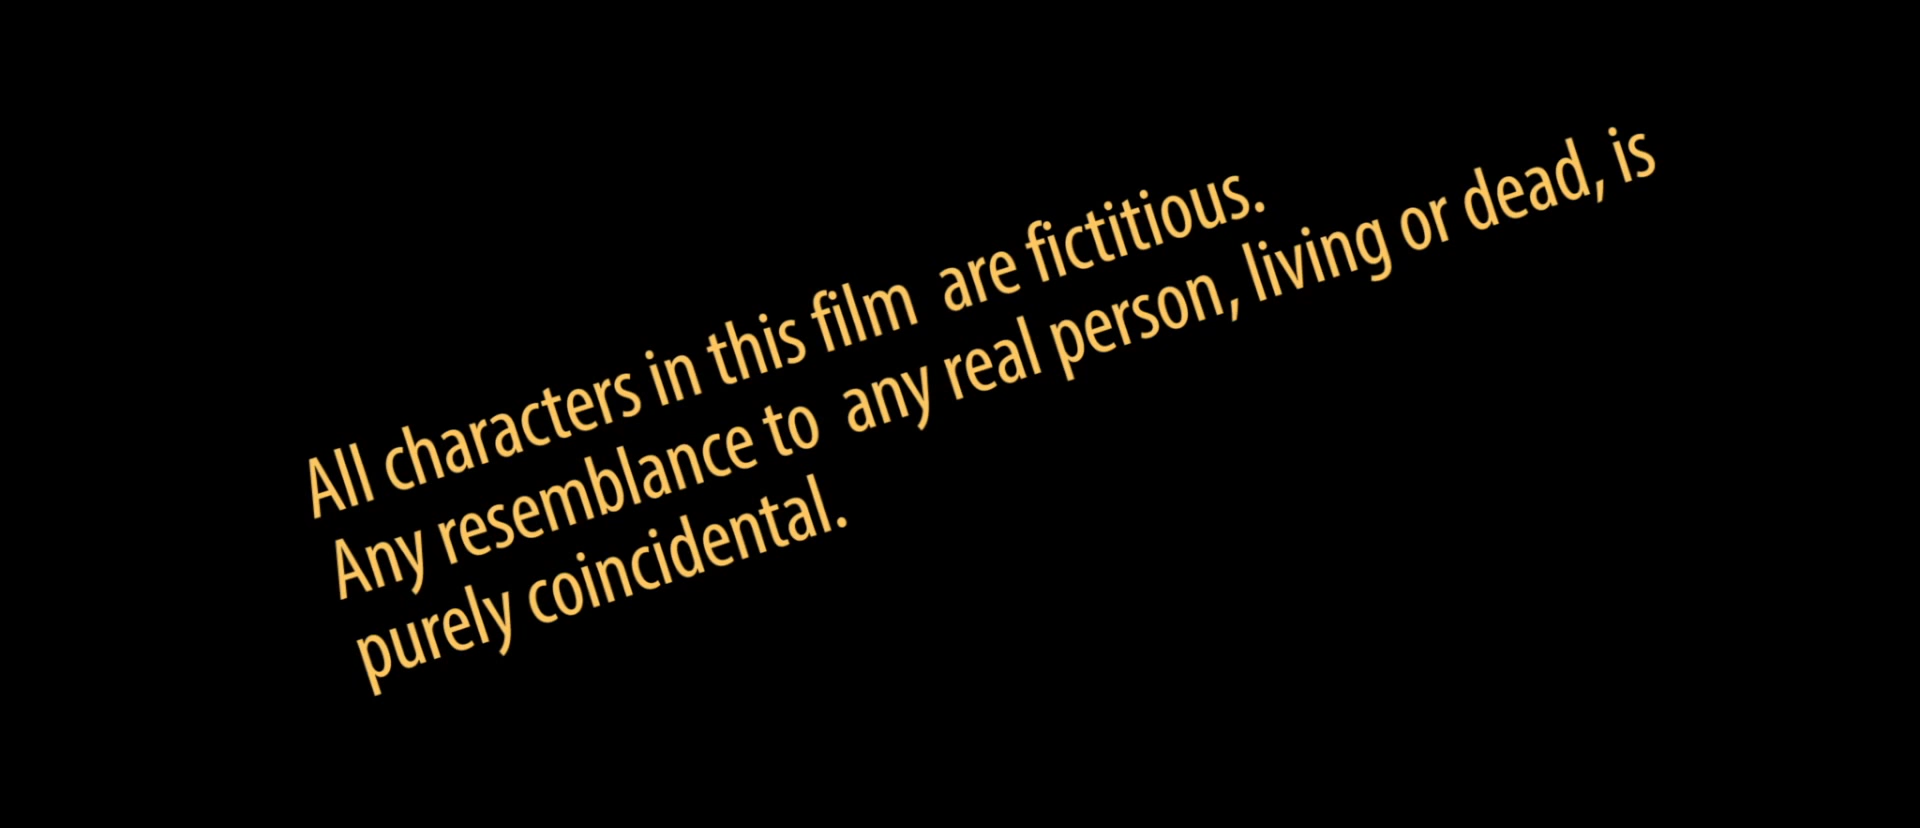 All characters in this film  are fictitious.
Any resemblance to  any real person, living or dead, is
purely coincidental.